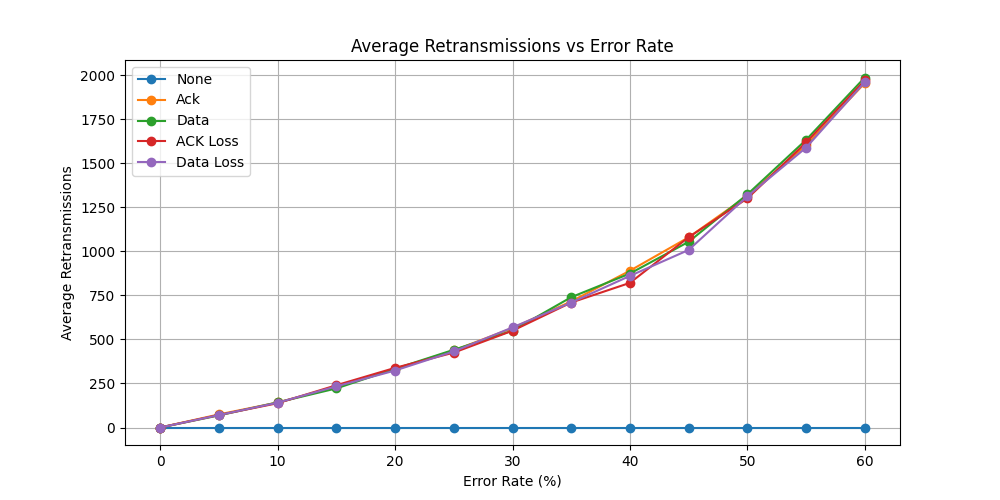 Average Retransmissions vs Error Rate
None
Ack
Data
ACK Loss
Data Loss
Average Retransmissions
2000
1750
1500
1250
1000
750
500
250
0
0 10 20 30 40 50 60
Error Rate (%)